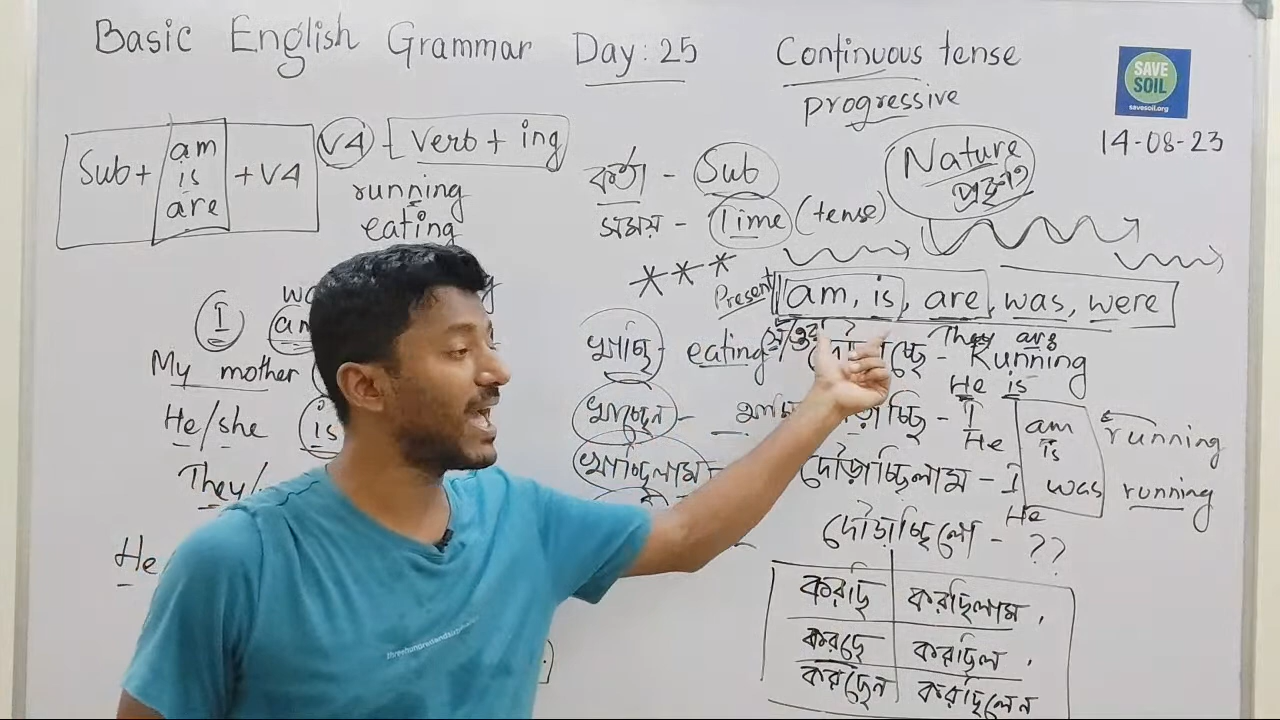 Basic English Grammar Day: 25
Continuous tense
progressive
SAVE
SOIL
savesoil.org
14-08-23
Sub + am is are + V4
V4 - [Verb + ing
running
eating
কর্তা - Sub
সময় - Time (tense)
Nature
প্রকৃতি
Present
am, is, are, was, were
I
My mother
He/she is
They/
He
খাচ্ছি eating
They are
চ্ছে - Running
He is
খাচ্ছেন -
চ্ছি - I am running
He is
খাচ্ছিলাম
দৌড়াচ্ছিলাম - I was running
He
দৌড়াচ্ছিলো - ??
করছি করছিলাম,
করছে করছিল,
করছেন করছিলেন